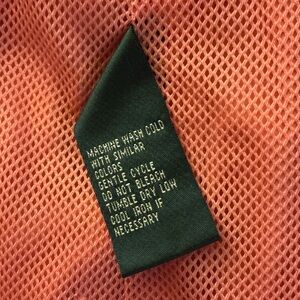 MACHINE WASH COLD
WITH SIMILAR
COLORS
GENTLE CYCLE
DO NOT BLEACH
TUMBLE DRY LOW
COOL IRON IF
NECESSARY